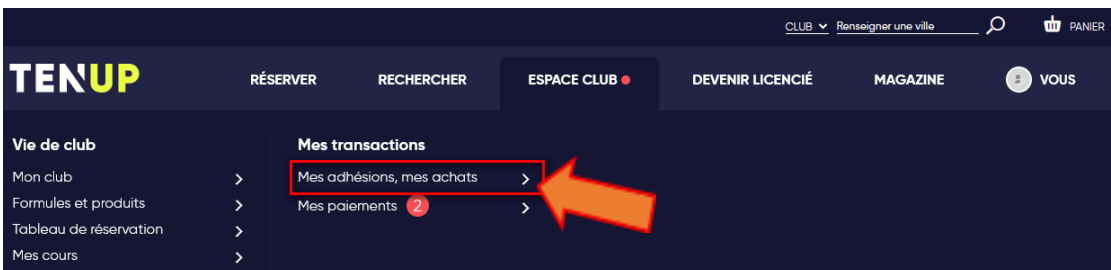 CLUB Renseigner une ville PANIER
TENUP RÉSERVER RECHERCHER ESPACE CLUB DEVENIR LICENCIÉ MAGAZINE VOUS
Vie de club
Mon club
Formules et produits
Tableau de réservation
Mes cours
Mes transactions
Mes adhésions, mes achats
Mes paiements 2